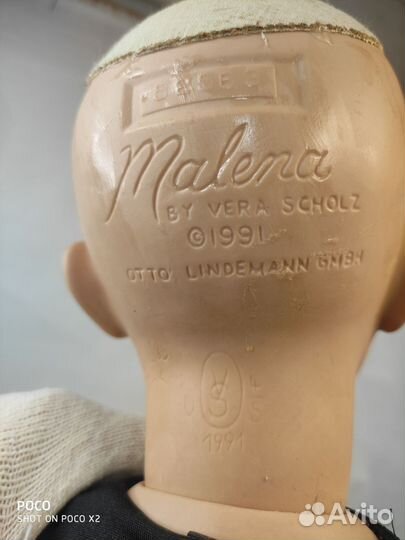 Malena
BY VERA SCHOLZ
©1991
OTTO LINDEMANN GMBH
1991
POCO
SHOT ON POCO X2
Avito